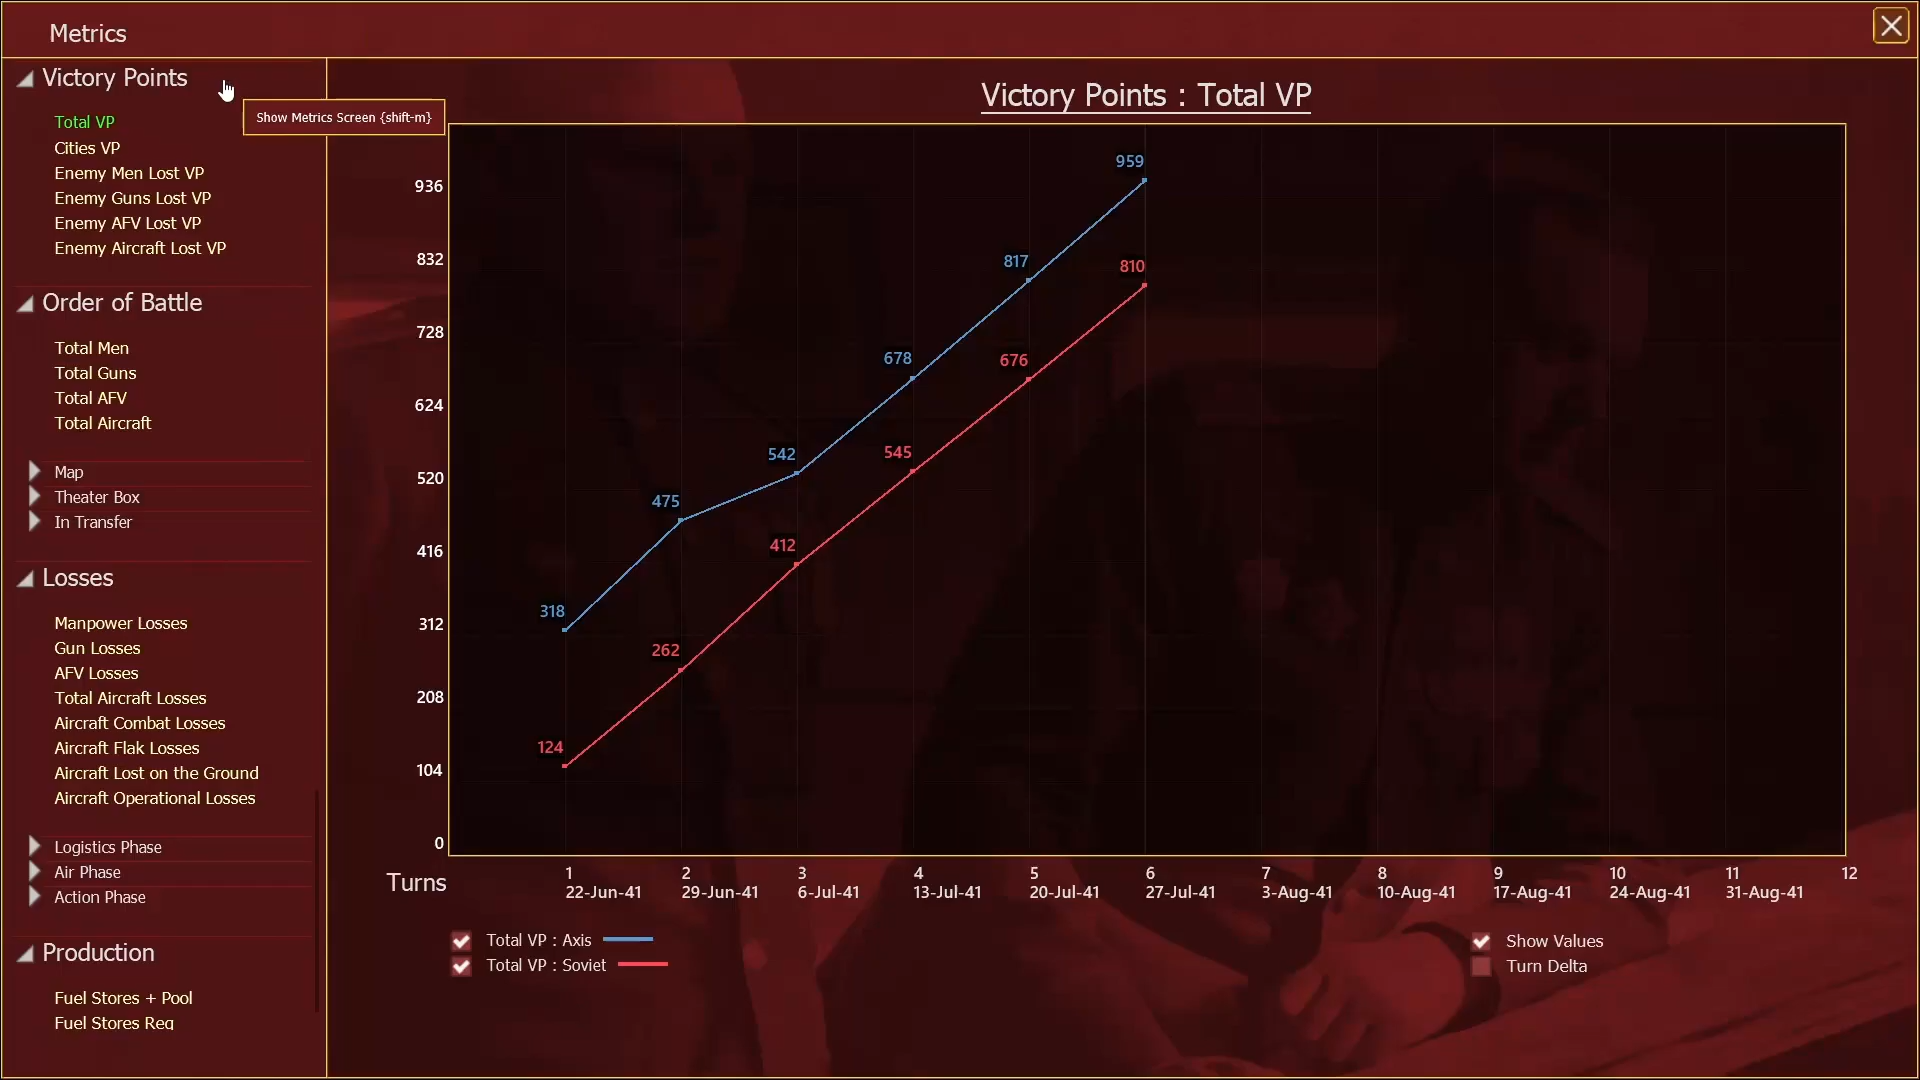 Metrics
Victory Points
Total VP
Cities VP
Enemy Men Lost VP
Enemy Guns Lost VP
Enemy AFV Lost VP
Enemy Aircraft Lost VP
Order of Battle
Total Men
Total Guns
Total AFV
Total Aircraft
Map
Theater Box
In Transfer
Losses
Manpower Losses
Gun Losses
AFV Losses
Total Aircraft Losses
Aircraft Combat Losses
Aircraft Flak Losses
Aircraft Lost on the Ground
Aircraft Operational Losses
Logistics Phase
Air Phase
Action Phase
Production
Fuel Stores + Pool
Fuel Stores Req
Show Metrics Screen {shift-m}
Victory Points : Total VP
936
832
728
624
520
416
312
208
104
0
318
475
542
678
817
959
124
262
412
545
676
810
Turns
1 2 3 4 5 6 7 8 9 10 11 12
22-Jun-41 29-Jun-41 6-Jul-41 13-Jul-41 20-Jul-41 27-Jul-41 3-Aug-41 10-Aug-41 17-Aug-41 24-Aug-41 31-Aug-41
Total VP : Axis
Total VP : Soviet
Show Values
Turn Delta